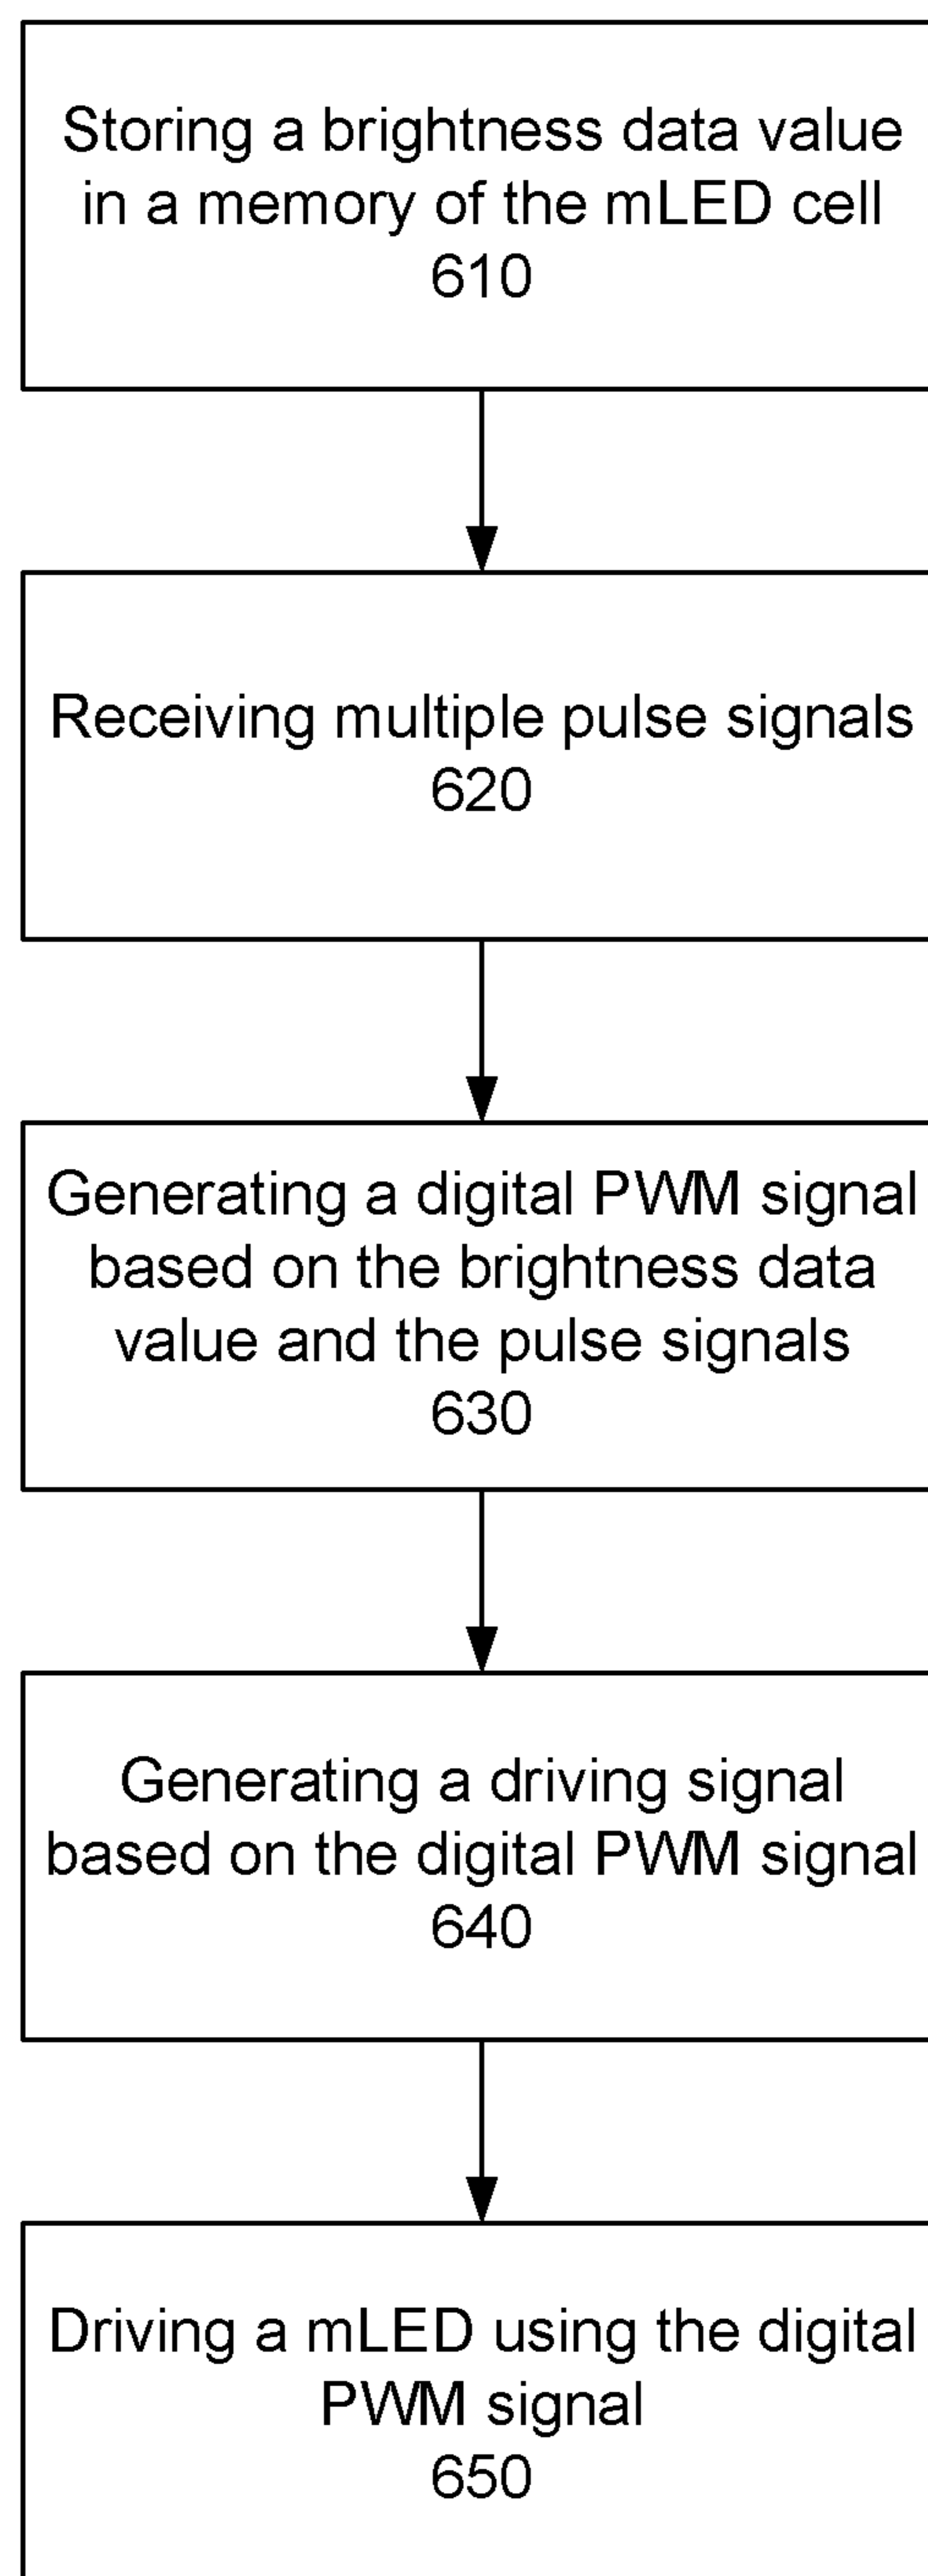 Storing a brightness data value
in a memory of the mLED cell
610
Receiving multiple pulse signals
620
Generating a digital PWM signal
based on the brightness data
value and the pulse signals
630
Generating a driving signal
based on the digital PWM signal
640
Driving a mLED using the digital
PWM signal
650